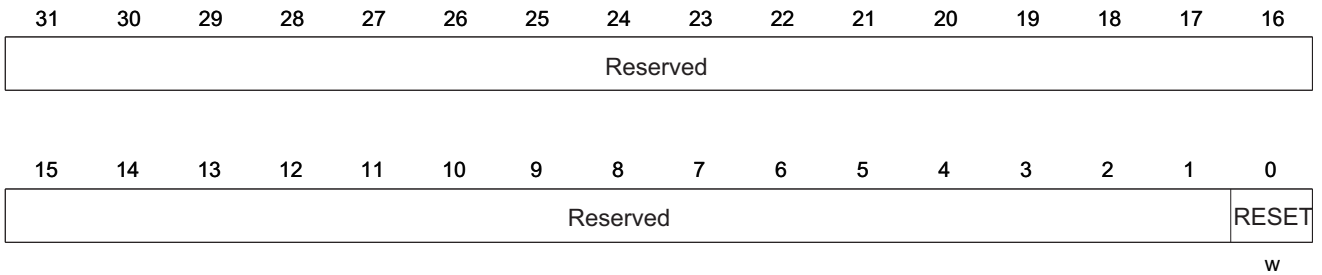 31 30 29 28 27 26 25 24 23 22 21 20 19 18 17 16
Reserved
15 14 13 12 11 10 9 8 7 6 5 4 3 2 1 0
Reserved RESET
w